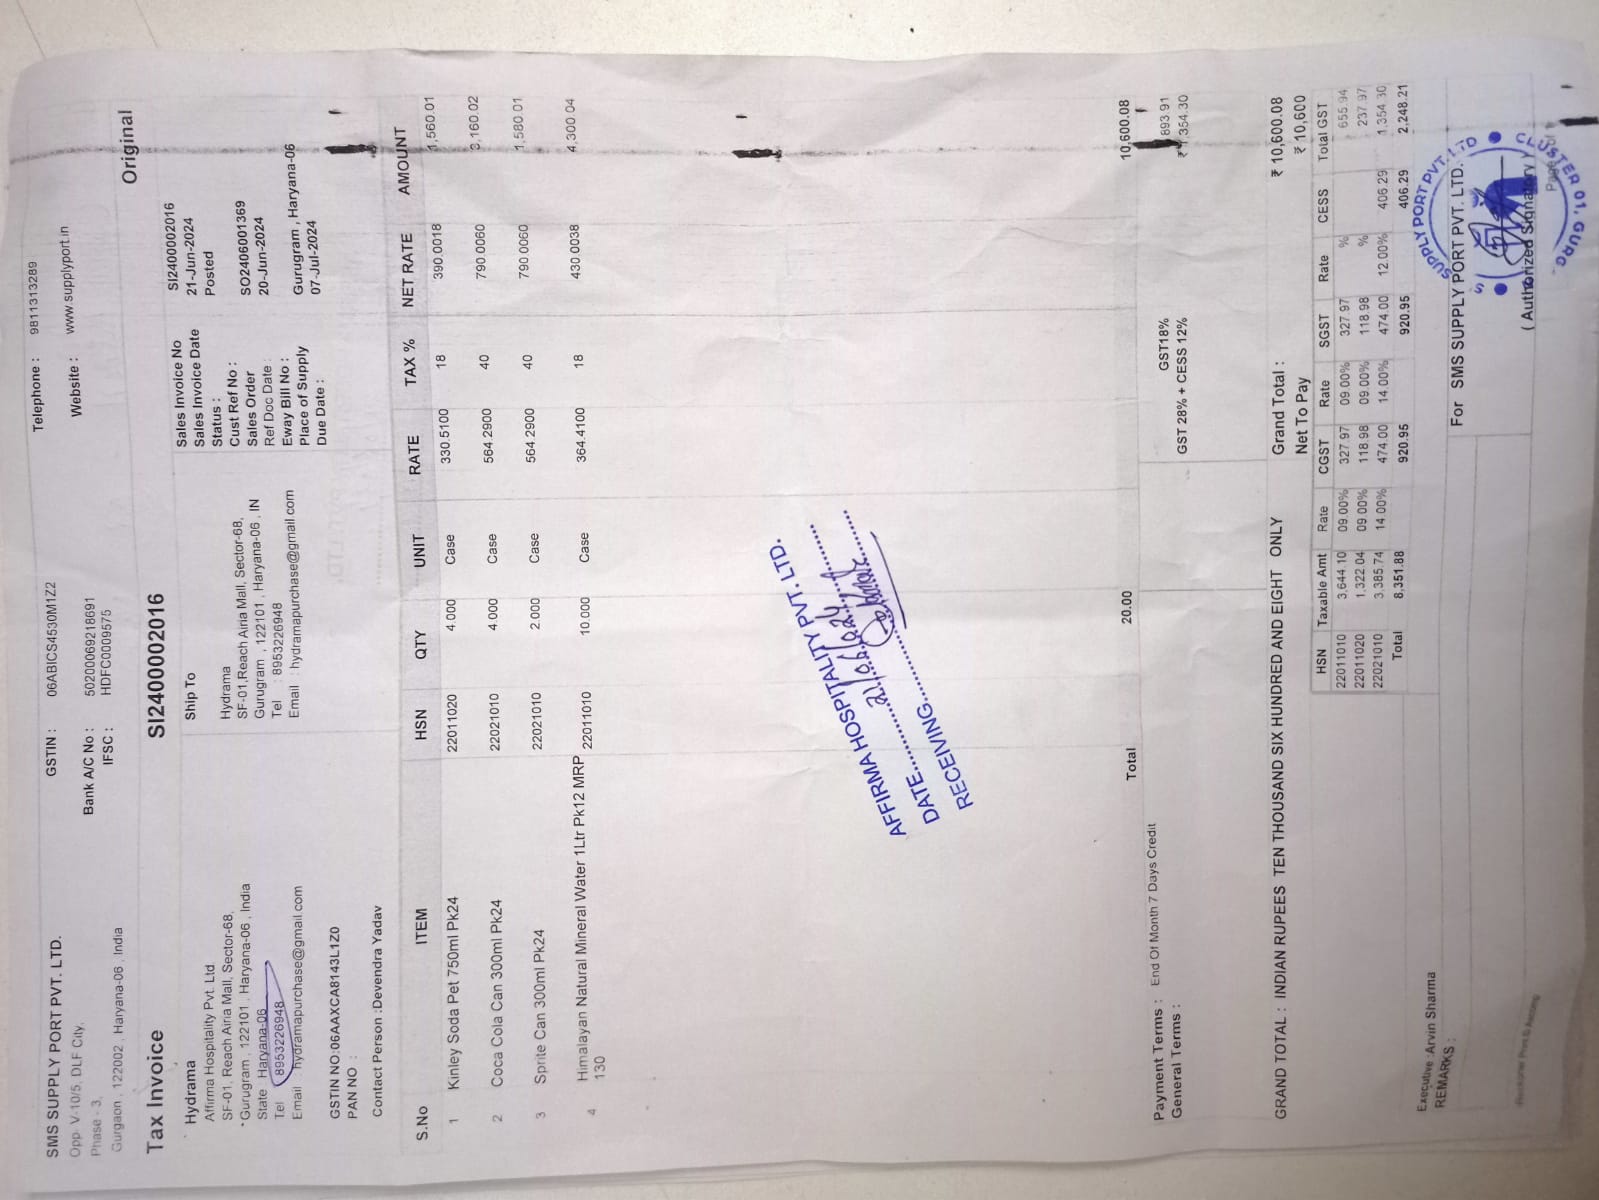 SMS SUPPLY PORT PVT. LTD.
Opp. V-10/5, DLF City,
Phase - 3,
Gurgaon , 122002 , Haryana-06 , India
GSTIN : 06ABICS4530M1Z2
Bank A/C No : 50200069218691
IFSC : HDFC0009575
Telephone : 9811313289
Website : www.supplyport.in
Tax Invoice SI2400002016 Original
Hydrama
Affirma Hospitality Pvt. Ltd
SF-01, Reach Airia Mall, Sector-68,
Gurugram , 122101 , Haryana-06 , India
State : Haryana-06
Tel : 8953226948
Email : hydramapurchase@gmail.com
GSTIN NO:06AAXCA8143L1Z0
PAN NO :
Contact Person :Devendra Yadav
Ship To
Hydrama
SF-01,Reach Airia Mall, Sector-68,
Gurugram , 122101 , Haryana-06 , IN
Tel : 8953226948
Email : hydramapurchase@gmail.com
Sales Invoice No SI2400002016
Sales Invoice Date 21-Jun-2024
Status : Posted
Cust Ref No :
Sales Order SO2406001369
Ref Doc Date : 20-Jun-2024
Eway Bill No :
Place of Supply Gurugram , Haryana-06
Due Date : 07-Jul-2024
S.No ITEM HSN QTY UNIT RATE TAX % NET RATE AMOUNT
1 Kinley Soda Pet 750ml Pk24 22011020 4.000 Case 330.5100 18 390.0018 1,560.01
2 Coca Cola Can 300ml Pk24 22021010 4.000 Case 564.2900 40 790.0060 3,160.02
3 Sprite Can 300ml Pk24 22021010 2.000 Case 564.2900 40 790.0060 1,580.01
4 Himalayan Natural Mineral Water 1Ltr Pk12 MRP 22011010 10.000 Case 364.4100 18 430.0038 4,300.04
130
AFFIRMA HOSPITALITY PVT. LTD.
DATE 21/06/24
RECEIVING
Total 20.00 10,600.08
Payment Terms : End Of Month 7 Days Credit
General Terms :
GST18% 893.91
GST 28% + CESS 12% ₹ 1,354.30
GRAND TOTAL : INDIAN RUPEES TEN THOUSAND SIX HUNDRED AND EIGHT ONLY
Grand Total : ₹ 10,600.08
Net To Pay ₹ 10,600
HSN Taxable Amt Rate CGST Rate SGST Rate CESS Total GST
22011010 3,644.10 09.00% 327.97 09.00% 327.97 % 655.94
22011020 1,322.04 09.00% 118.98 09.00% 118.98 % 237.97
22021010 3,385.74 14.00% 474.00 14.00% 474.00 12.00% 406.29 1,354.30
Total 8,351.88 920.95 920.95 406.29 2,248.21
Executive :Arvin Sharma
REMARKS :
For SMS SUPPLY PORT PVT. LTD.
SUPPLY PORT PVT. LTD
CLUSTER 01, GURG
( Authorized Signatory )